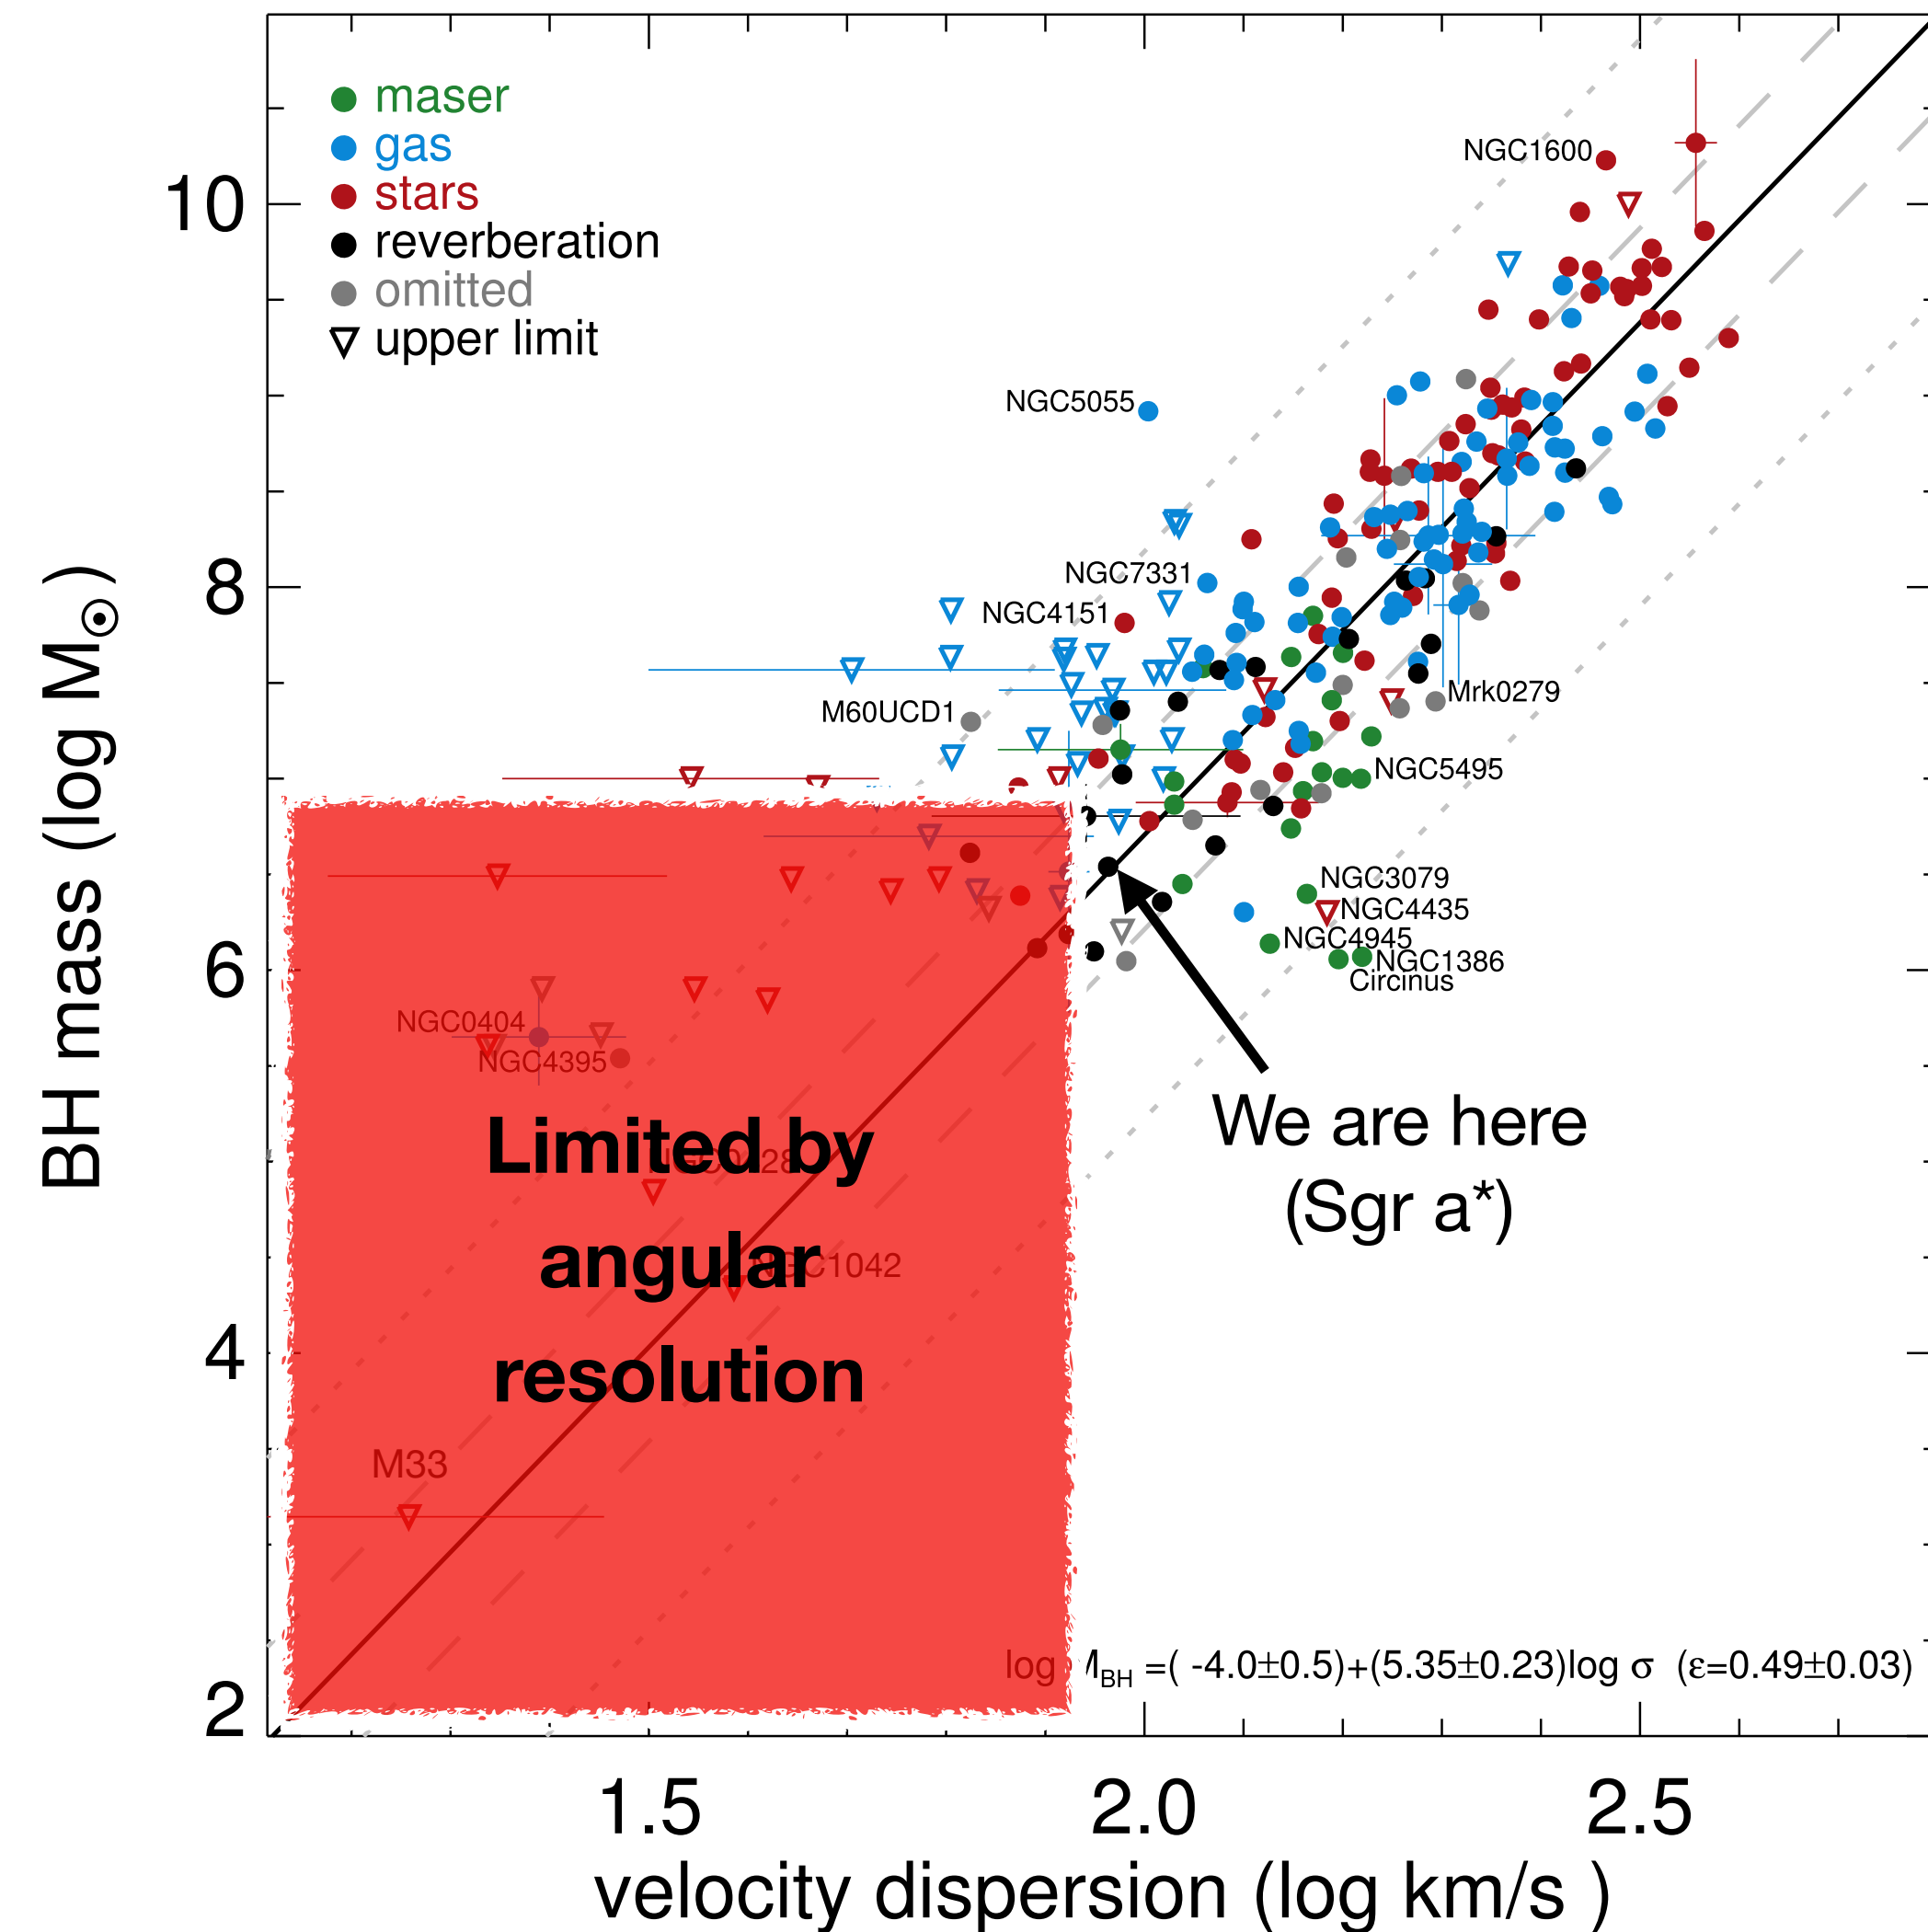 maser
gas
stars
reverberation
omitted
upper limit
NGC1600
NGC5055
NGC7331
NGC4151
M60UCD1
Mrk0279
NGC5495
NGC3079
NGC4435
NGC4945
NGC1386
Circinus
NGC0404
NGC4395
We are here
(Sgr a*)
Limited by
angular
resolution
NGC1042
M33
log MBH =( -4.0±0.5)+(5.35±0.23)log σ (ε=0.49±0.03)
10
8
6
4
2
BH mass (log M☉)
1.5 2.0 2.5
velocity dispersion (log km/s )